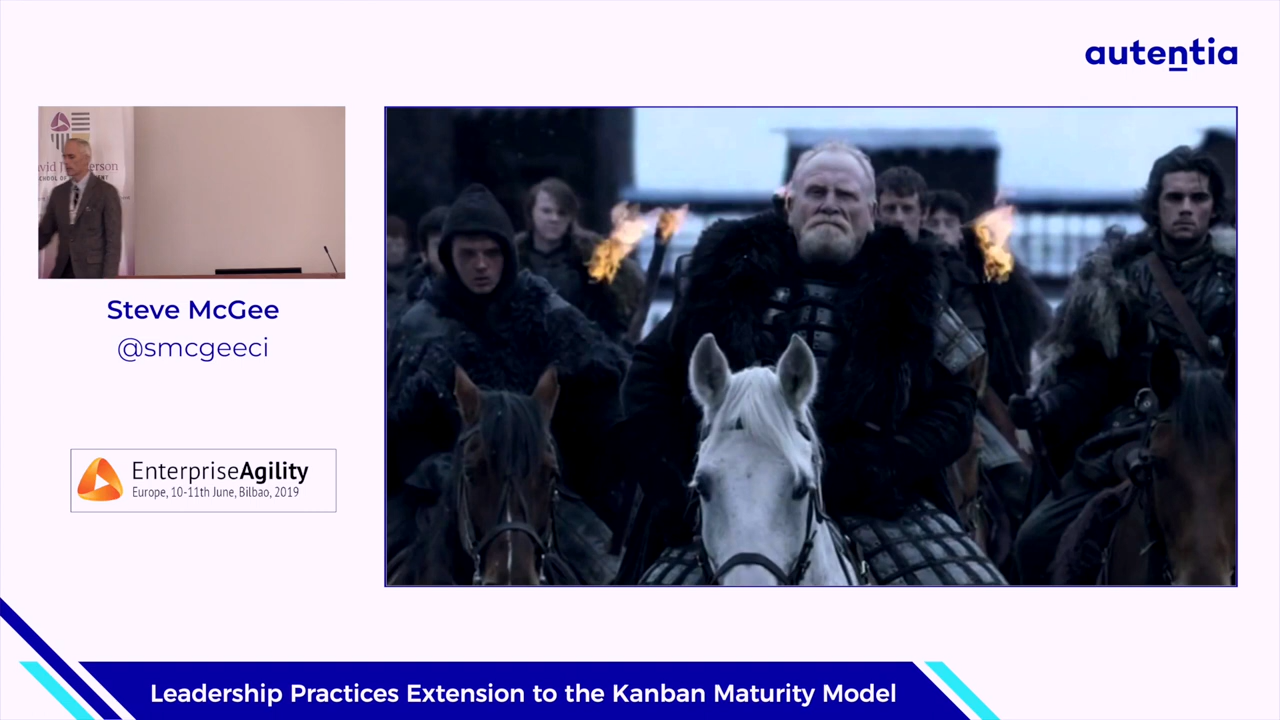 autentia
Steve McGee
@smcgeeci
EnterpriseAgility
Europe, 10-11th June, Bilbao, 2019
Leadership Practices Extension to the Kanban Maturity Model